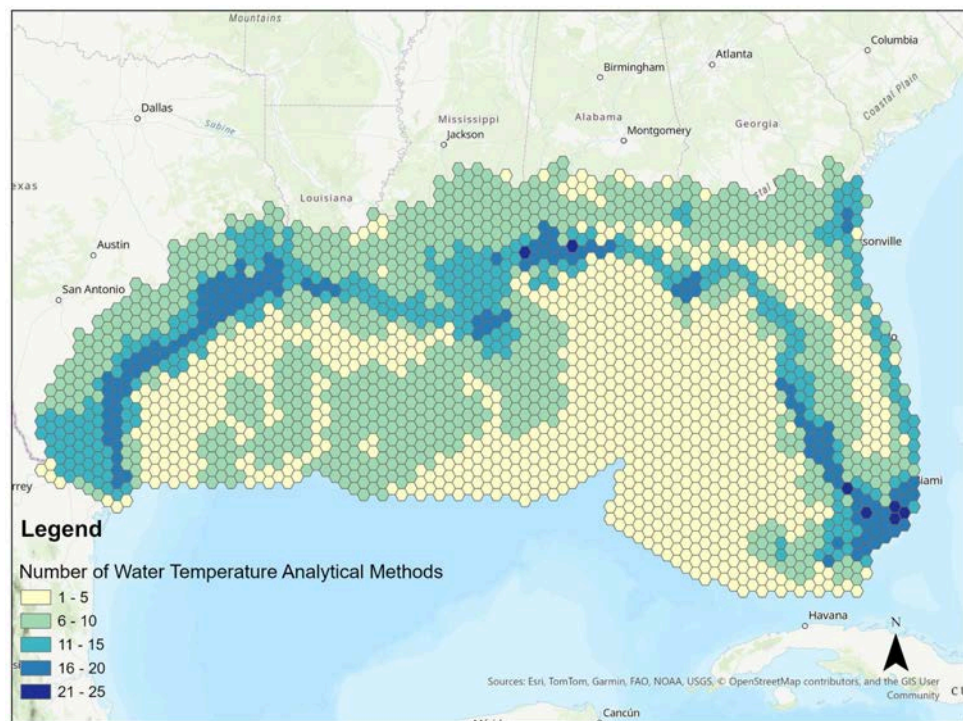 Mountains
Columbia
Atlanta
Birmingham
Dallas
Coastal Plain
Sabine
Mississippi
Alabama
Georgia
Jackson
Montgomery
exas
Louisiana
Austin
sonville
San Antonio
rrey
iami
Legend
Number of Water Temperature Analytical Methods
1 - 5
6 - 10
11 - 15
16 - 20
21 - 25
Havana
N
Sources: Esri, TomTom, Garmin, FAO, NOAA, USGS, © OpenStreetMap contributors, and the GIS User
Community
C U
Cancún